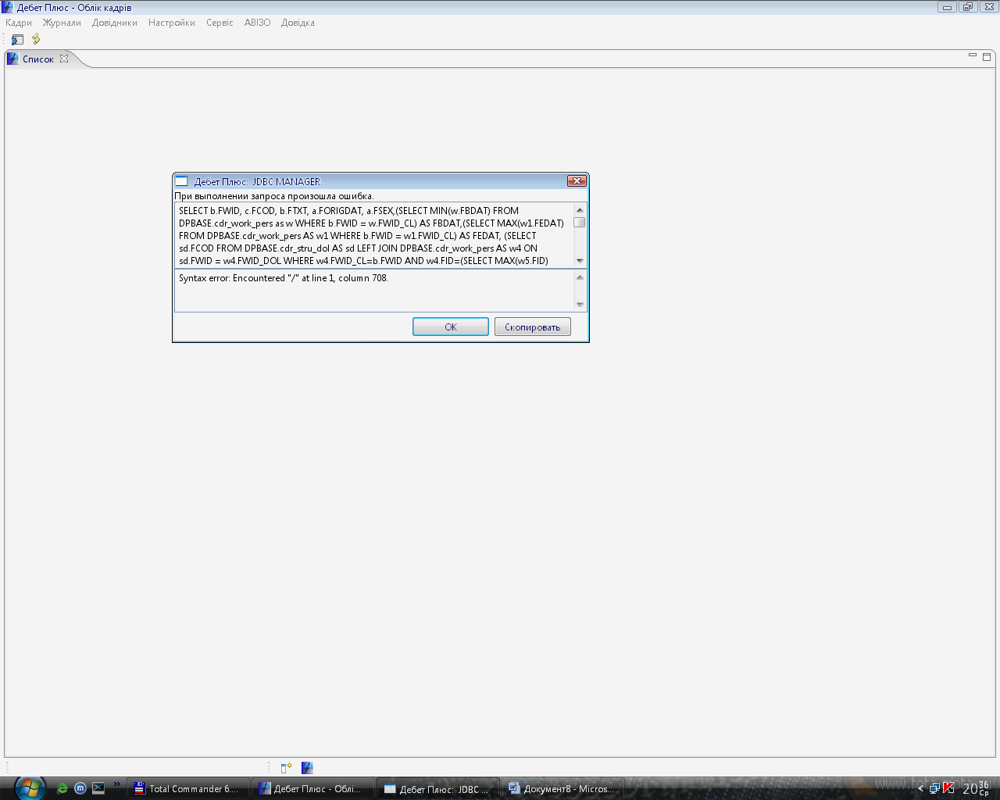 Дебет Плюс - Облік кадрів
Кадри Журнали Довідники Настройки Сервіс АВІЗО Довідка
Список
Дебет Плюс: JDBC MANAGER.
При выполнении запроса произошла ошибка.
SELECT b.FWID, c.FCOD, b.FTXT, a.FORIGDAT, a.FSEX,(SELECT MIN(w.FBDAT) FROM
DPBASE.cdr_work_pers as w WHERE b.FWID = w.FWID_CL) AS FBDAT,(SELECT MAX(w1.FEDAT)
FROM DPBASE.cdr_work_pers AS w1 WHERE b.FWID = w1.FWID_CL) AS FEDAT, (SELECT
sd.FCOD FROM DPBASE.cdr_stru_dol AS sd LEFT JOIN DPBASE.cdr_work_pers AS w4 ON
sd.FWID = w4.FWID_DOL WHERE w4.FWID_CL=b.FWID AND w4.FID=(SELECT MAX(w5.FID)
Syntax error: Encountered "/" at line 1, column 708.
OK Скопировать
Total Commander 6.... Дебет Плюс - Облі... Дебет Плюс: JDBC ... Документ8 - Micros... 20 36 Ср